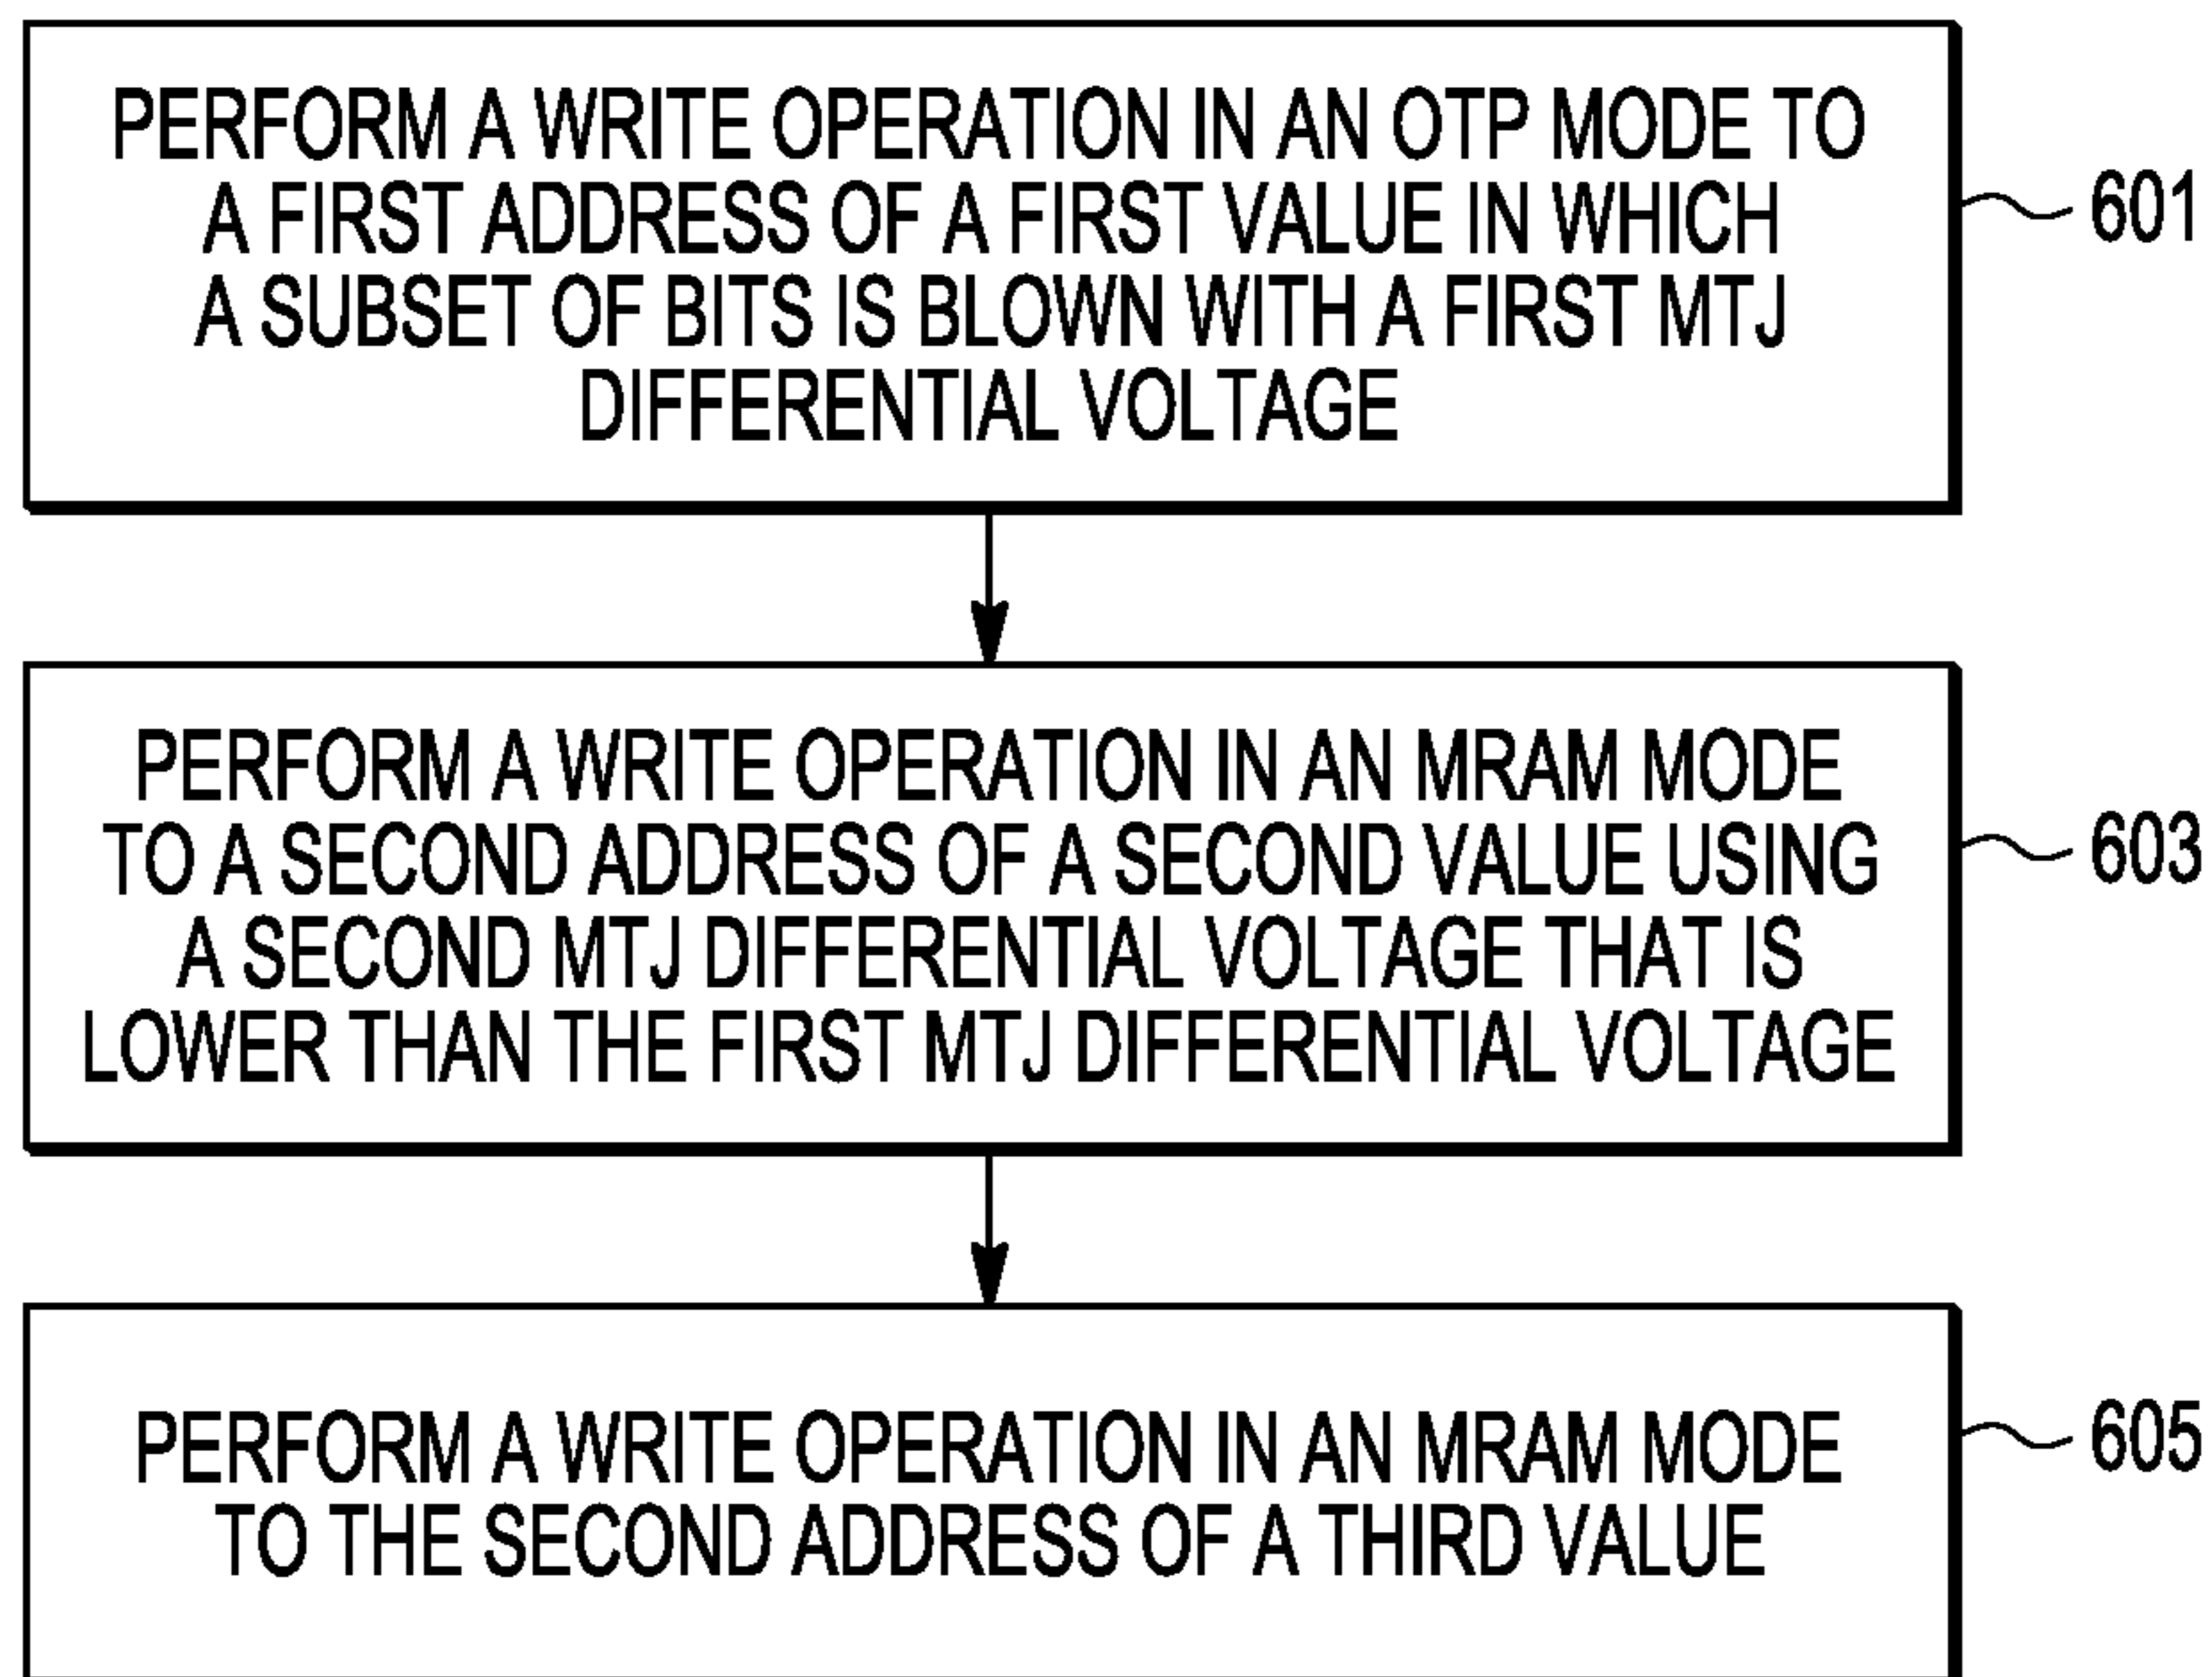 PERFORM A WRITE OPERATION IN AN OTP MODE TO
A FIRST ADDRESS OF A FIRST VALUE IN WHICH
A SUBSET OF BITS IS BLOWN WITH A FIRST MTJ
DIFFERENTIAL VOLTAGE
601
PERFORM A WRITE OPERATION IN AN MRAM MODE
TO A SECOND ADDRESS OF A SECOND VALUE USING
A SECOND MTJ DIFFERENTIAL VOLTAGE THAT IS
LOWER THAN THE FIRST MTJ DIFFERENTIAL VOLTAGE
603
PERFORM A WRITE OPERATION IN AN MRAM MODE
TO THE SECOND ADDRESS OF A THIRD VALUE
605